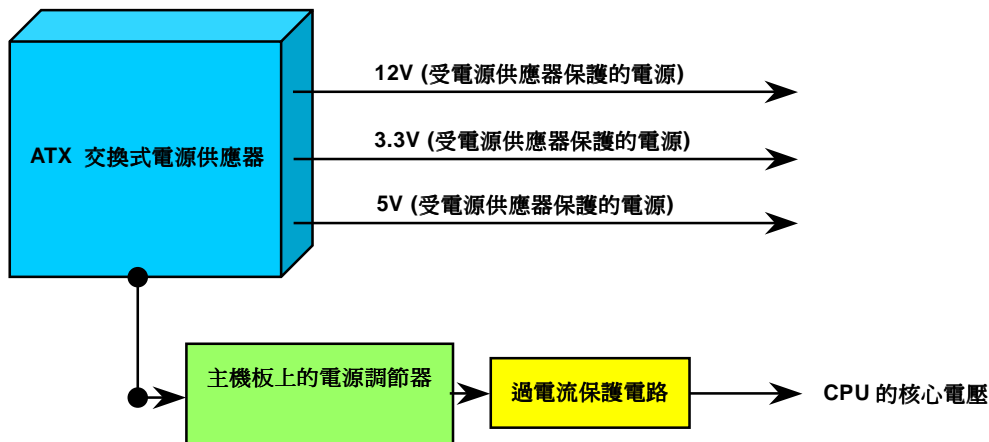 12V (受電源供應器保護的電源)
ATX 交換式電源供應器
3.3V (受電源供應器保護的電源)
5V (受電源供應器保護的電源)
主機板上的電源調節器
過電流保護電路
CPU 的核心電壓